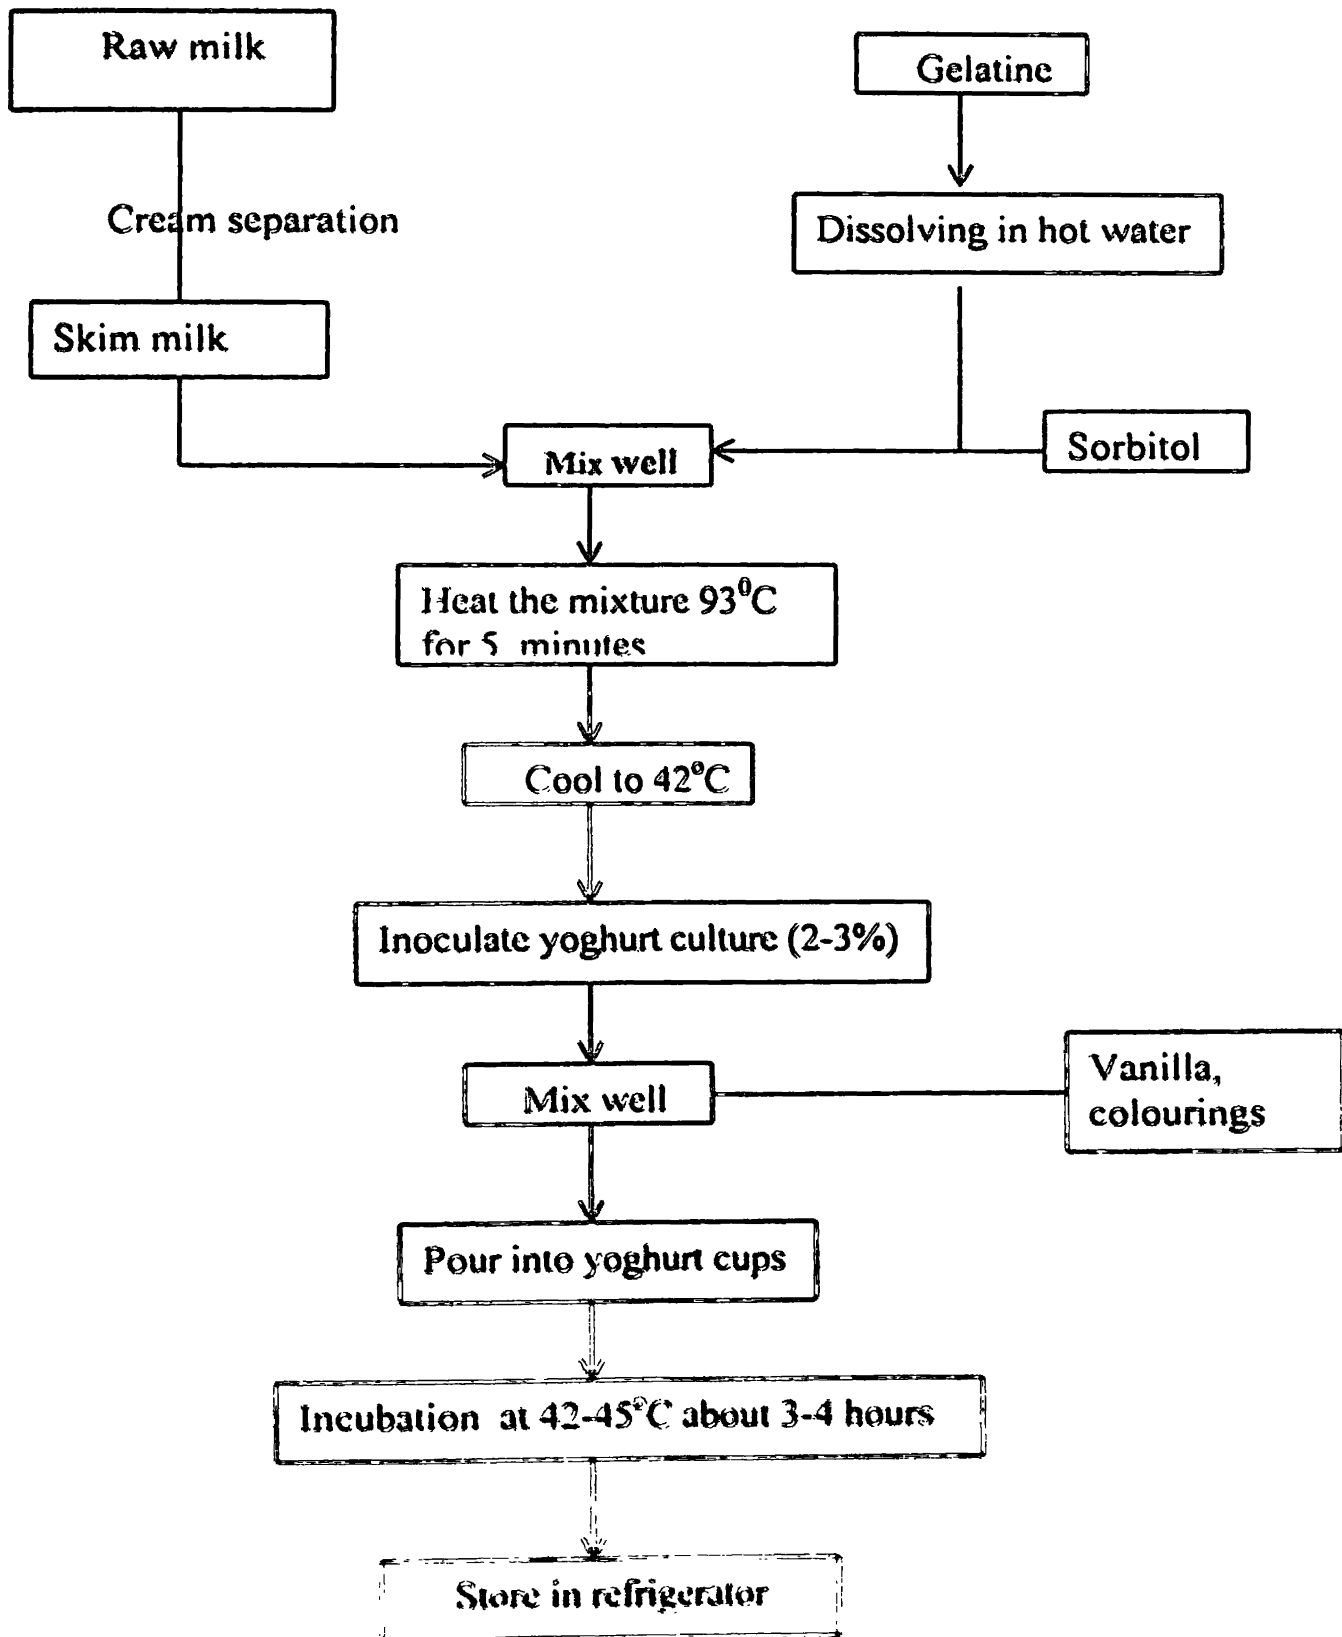 Raw milk
Gelatine
Cream separation
Dissolving in hot water
Skim milk
Mix well
Sorbitol
Heat the mixture 93⁰C
for 5 minutes
Cool to 42⁰C
Inoculate yoghurt culture (2-3%)
Mix well
Vanilla,
colourings
Pour into yoghurt cups
Incubation at 42-45⁰C about 3-4 hours
Store in refrigerator